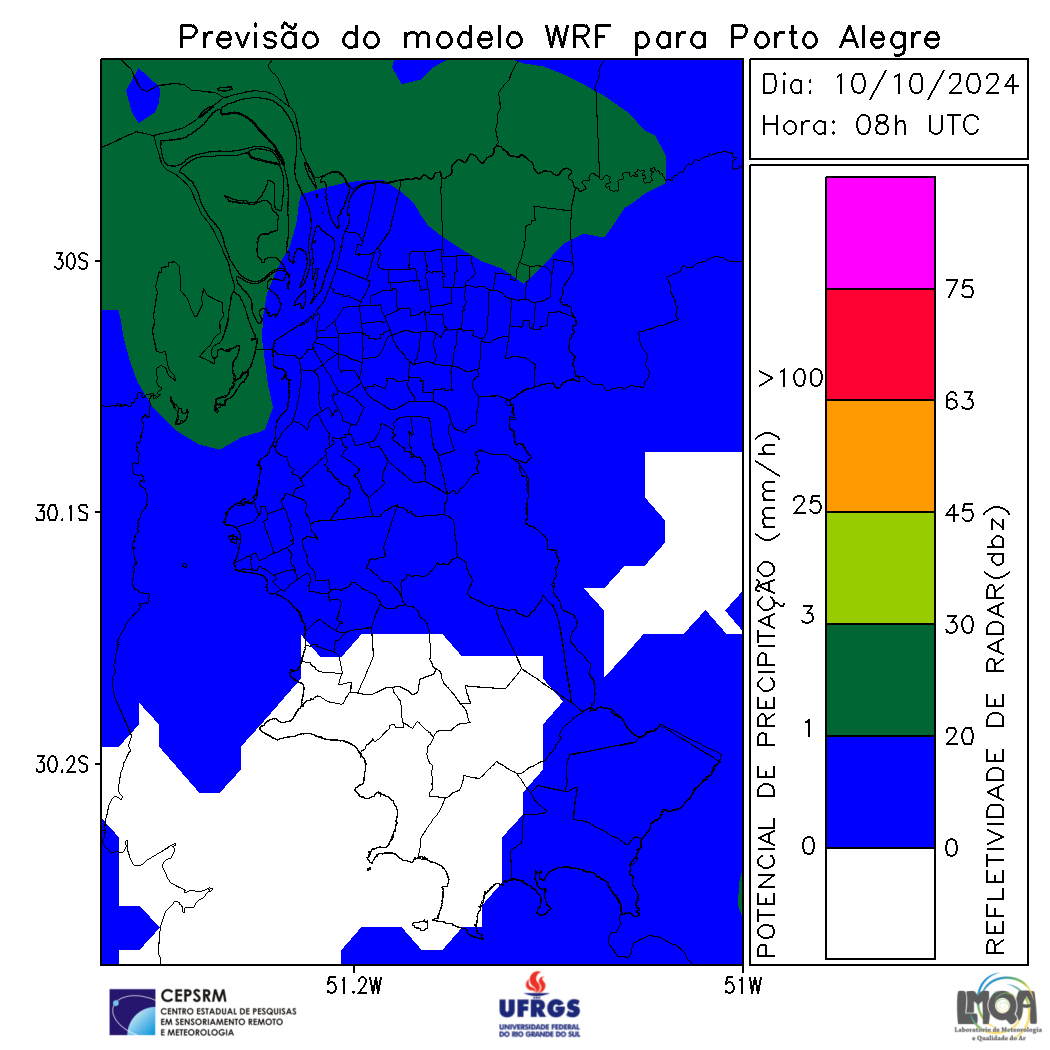 Previsão do modelo WRF para Porto Alegre
Dia: 10/10/2024
Hora: 08h UTC
30S
30.1S
30.2S
51.2W
51W
POTENCIAL DE PRECIPITAÇÃO (mm/h)
>100
25
3
1
0
75
63
45
30
20
0
REFLETIVIDADE DE RADAR(dbz)
CEPSRM
CENTRO ESTADUAL DE PESQUISAS
EM SENSORIAMENTO REMOTO
E METEOROLOGIA
UFRGS
UNIVERSIDADE FEDERAL
DO RIO GRANDE DO SUL
LMQA
Laboratório de Meteorologia
e Qualidade do Ar